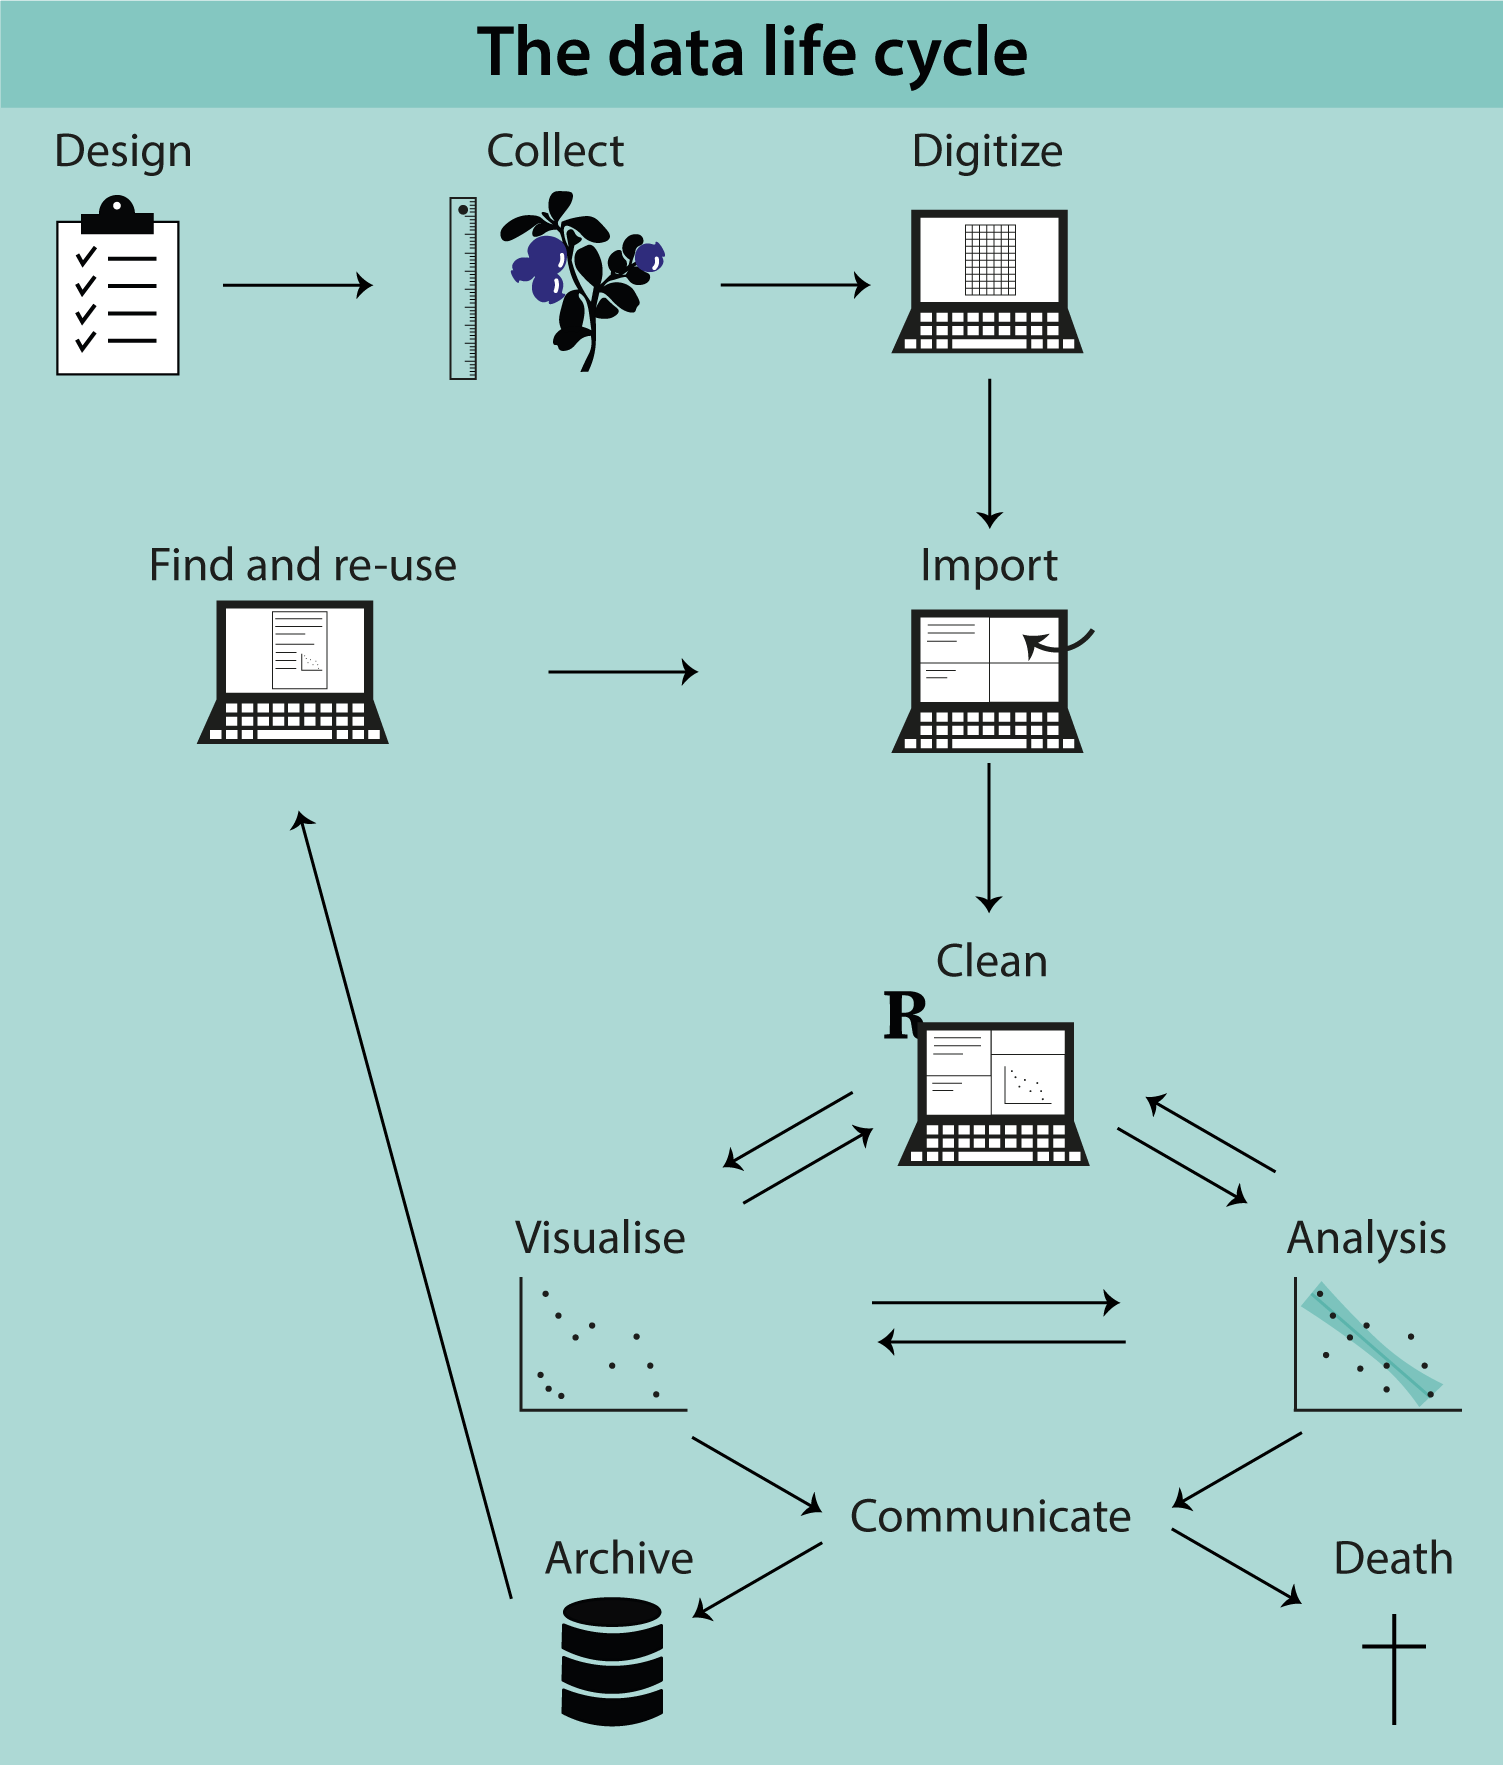 The data life cycle
Design
Collect
Digitize
Find and re-use
Import
Clean
R
Visualise
Analysis
Communicate
Archive
Death